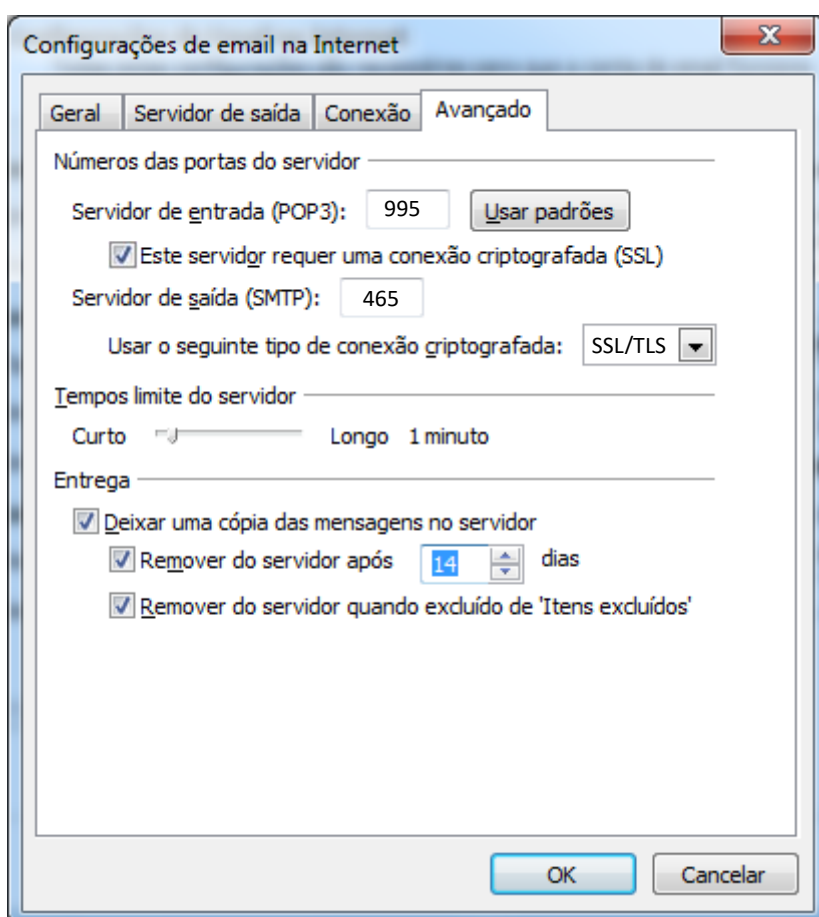 Configurações de email na Internet
Geral Servidor de saída Conexão Avançado
Números das portas do servidor
Servidor de entrada (POP3): 995 Usar padrões
Este servidor requer uma conexão criptografada (SSL)
Servidor de saída (SMTP): 465
Usar o seguinte tipo de conexão criptografada: SSL/TLS
Tempos limite do servidor
Curto Longo 1 minuto
Entrega
Deixar uma cópia das mensagens no servidor
Remover do servidor após 14 dias
Remover do servidor quando excluído de 'Itens excluídos'
OK Cancelar